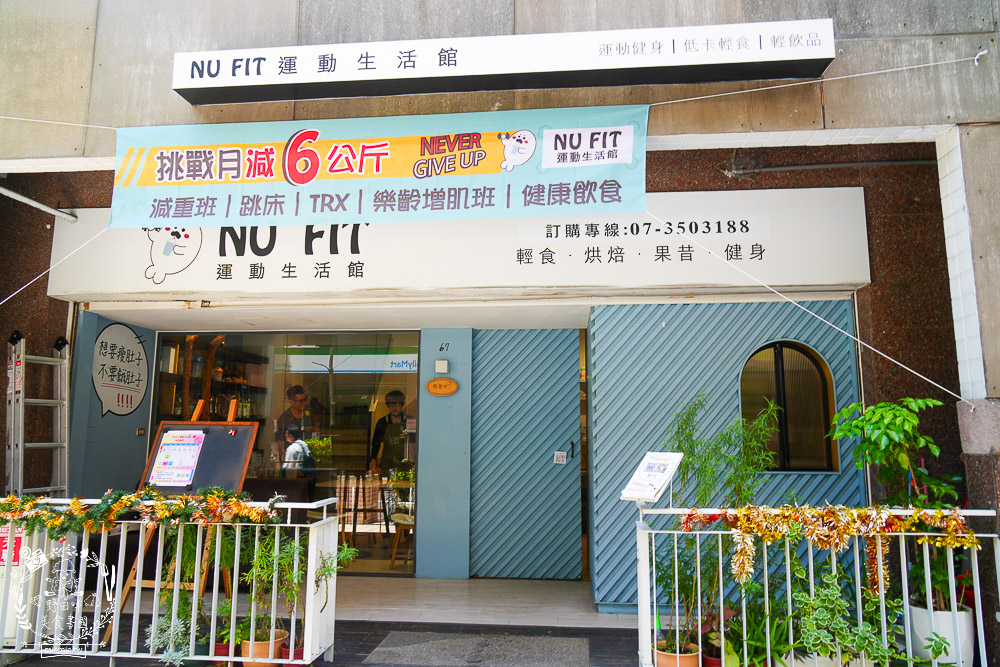 NU FIT 運動生活館
運動健身|低卡輕食|輕飲品
挑戰月減6公斤
NEVER GIVE UP
NU FIT
運動生活館
減重班|跳床|TRX|樂齡增肌班|健康飲食
NU FIT
運動生活館
訂購專線:07-3503188
輕食·烘焙·果昔·健身
想要瘦肚子
不要餓肚子
!!!!
67
FamilyMart